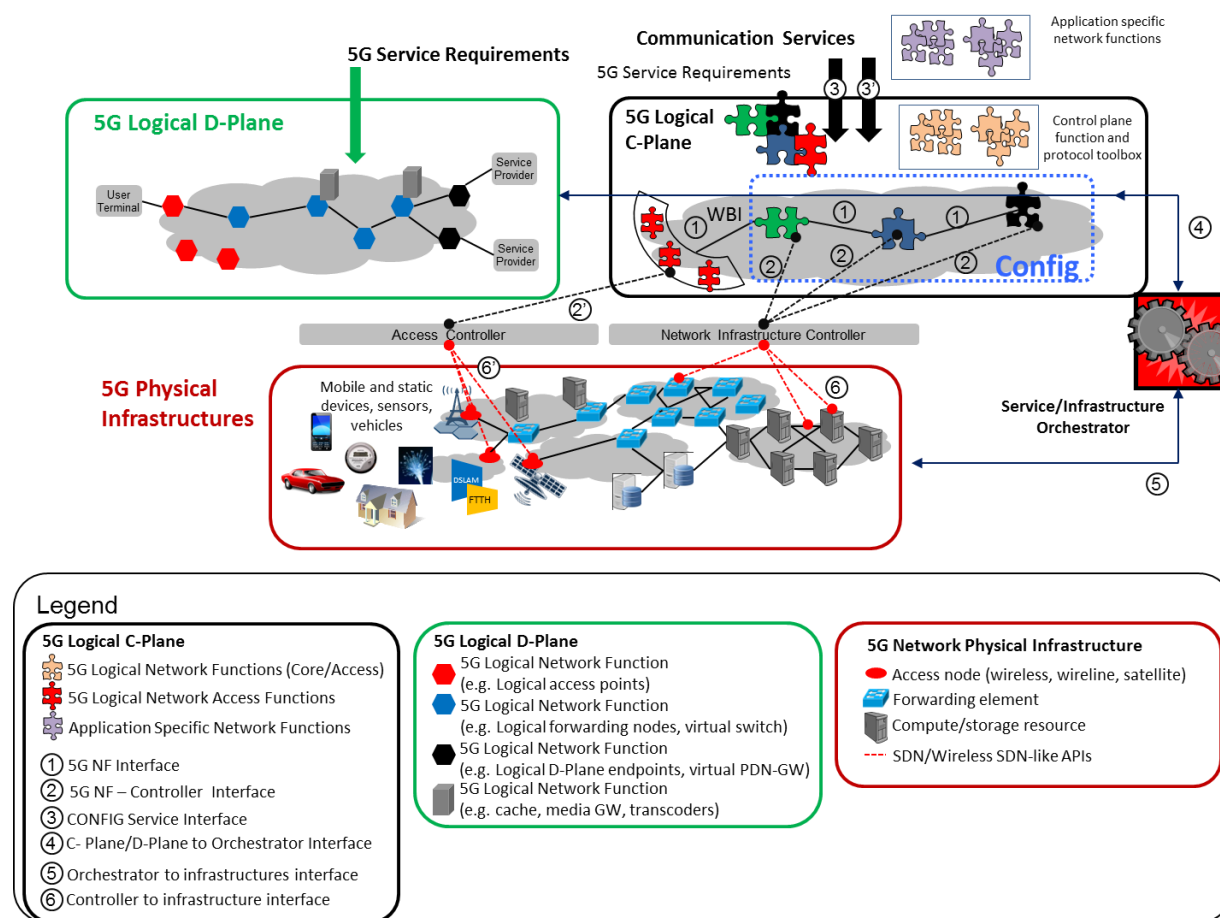 5G Service Requirements
Communication Services
5G Service Requirements
3
3'
Application specific
network functions
5G Logical D-Plane
User
Terminal
Service
Provider
Service
Provider
5G Logical
C-Plane
Control plane
function and
protocol toolbox
WBI
1
1
1
2
2
2
Config
4
2'
Access Controller
Network Infrastructure Controller
6'
6
5G Physical
Infrastructures
Mobile and static
devices, sensors,
vehicles
DSLAM
FTTH
Service/Infrastructure
Orchestrator
5
Legend
5G Logical C-Plane
5G Logical Network Functions (Core/Access)
5G Logical Network Access Functions
Application Specific Network Functions
1 5G NF Interface
2 5G NF – Controller Interface
3 CONFIG Service Interface
4 C- Plane/D-Plane to Orchestrator Interface
5 Orchestrator to infrastructures interface
6 Controller to infrastructure interface
5G Logical D-Plane
5G Logical Network Function
(e.g. Logical access points)
5G Logical Network Function
(e.g. Logical forwarding nodes, virtual switch)
5G Logical Network Function
(e.g. Logical D-Plane endpoints, virtual PDN-GW)
5G Logical Network Function
(e.g. cache, media GW, transcoders)
5G Network Physical Infrastructure
Access node (wireless, wireline, satellite)
Forwarding element
Compute/storage resource
SDN/Wireless SDN-like APIs